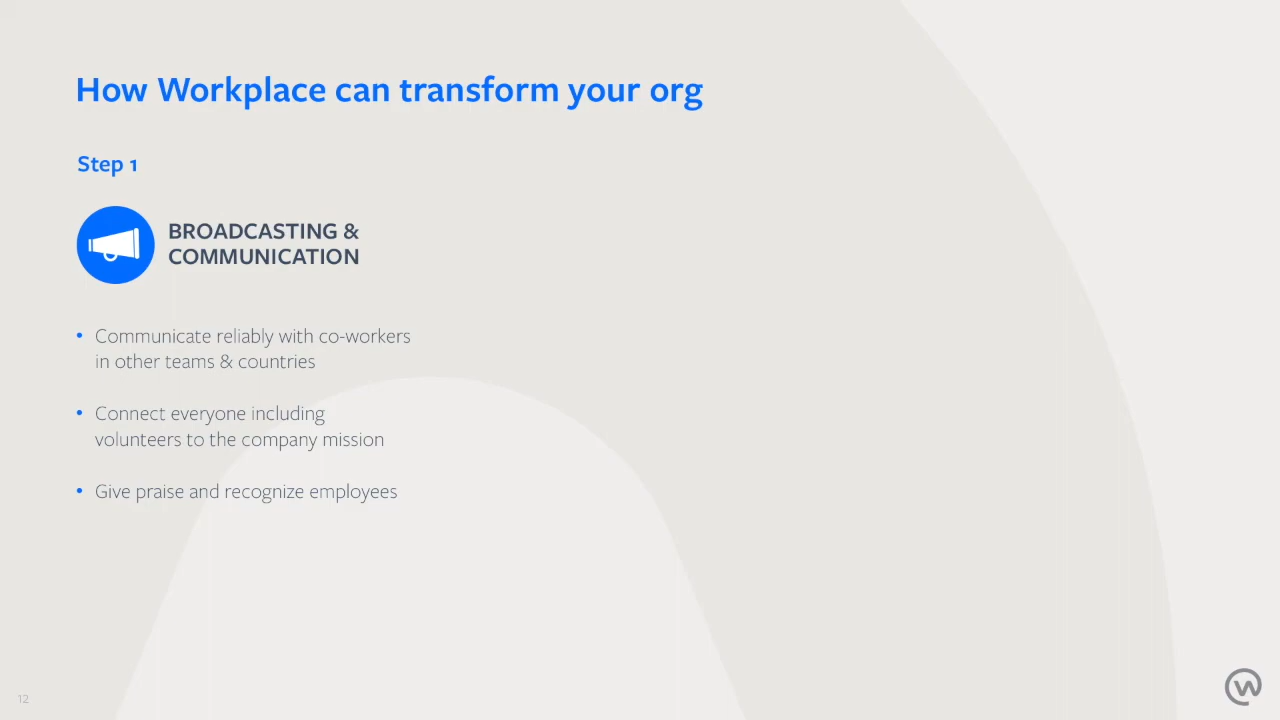 How Workplace can transform your org
Step 1
BROADCASTING &
COMMUNICATION
• Communicate reliably with co-workers
in other teams & countries
• Connect everyone including
volunteers to the company mission
• Give praise and recognize employees
12